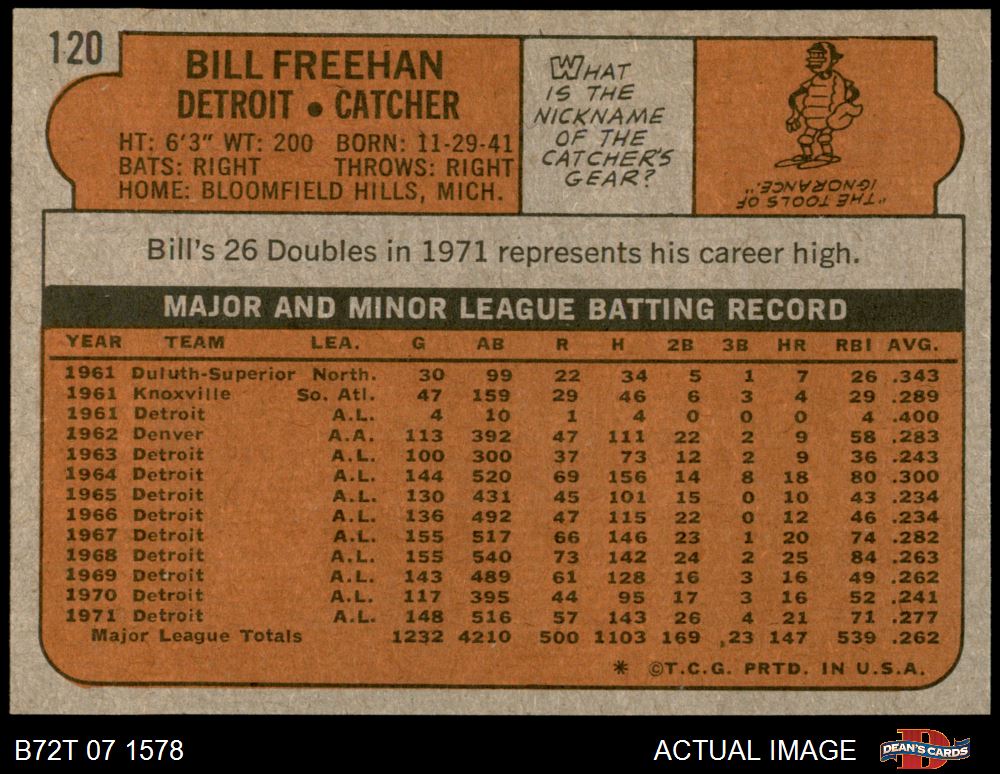 120
BILL FREEHAN
DETROIT • CATCHER
HT: 6'3" WT: 200 BORN: 11-29-41
BATS: RIGHT THROWS: RIGHT
HOME: BLOOMFIELD HILLS, MICH.
WHAT
IS THE
NICKNAME
OF THE
CATCHER'S
GEAR?
"THE TOOLS OF
IGNORANCE."
Bill's 26 Doubles in 1971 represents his career high.
MAJOR AND MINOR LEAGUE BATTING RECORD
YEAR TEAM LEA. G AB R H 2B 3B HR RBI AVG.
1961 Duluth-Superior North. 30 99 22 34 5 1 7 26 .343
1961 Knoxville So. Atl. 47 159 29 46 6 3 4 29 .289
1961 Detroit A.L. 4 10 1 4 0 0 0 4 .400
1962 Denver A.A. 113 392 47 111 22 2 9 58 .283
1963 Detroit A.L. 100 300 37 73 12 2 9 36 .243
1964 Detroit A.L. 144 520 69 156 14 8 18 80 .300
1965 Detroit A.L. 130 431 45 101 15 0 10 43 .234
1966 Detroit A.L. 136 492 47 115 22 0 12 46 .234
1967 Detroit A.L. 155 517 66 146 23 1 20 74 .282
1968 Detroit A.L. 155 540 73 142 24 2 25 84 .263
1969 Detroit A.L. 143 489 61 128 16 3 16 49 .262
1970 Detroit A.L. 117 395 44 95 17 3 16 52 .241
1971 Detroit A.L. 148 516 57 143 26 4 21 71 .277
Major League Totals 1232 4210 500 1103 169 23 147 539 .262
* ©T.C.G. PRTD. IN U.S.A.
B72T 07 1578
ACTUAL IMAGE
DEAN'S CARDS